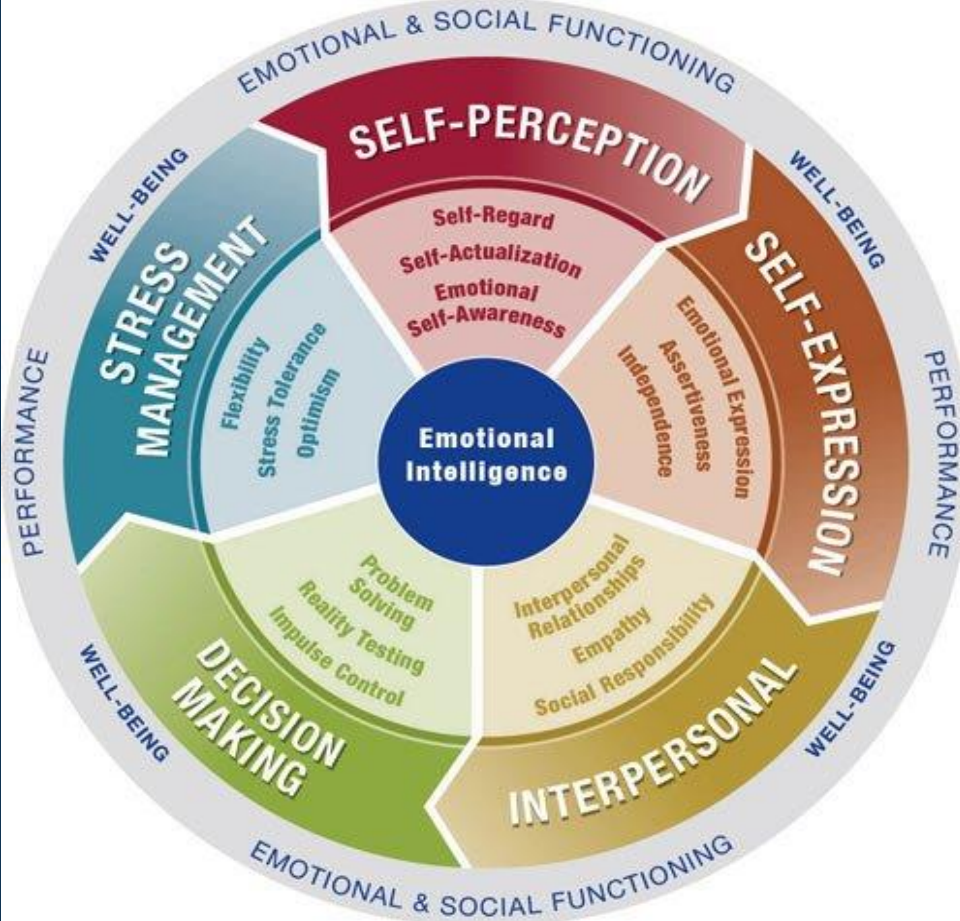 EMOTIONAL & SOCIAL FUNCTIONING
WELL-BEING
WELL-BEING
PERFORMANCE
PERFORMANCE
SELF-PERCEPTION
Self-Regard
Self-Actualization
Emotional
Self-Awareness
SELF-EXPRESSION
Emotional Expression
Assertiveness
Independence
INTERPERSONAL
Interpersonal
Relationships
Empathy
Social Responsibility
DECISION
MAKING
Problem
Solving
Reality Testing
Impulse Control
STRESS
MANAGEMENT
Flexibility
Stress Tolerance
Optimism
Emotional
Intelligence
WELL-BEING
WELL-BEING
EMOTIONAL & SOCIAL FUNCTIONING